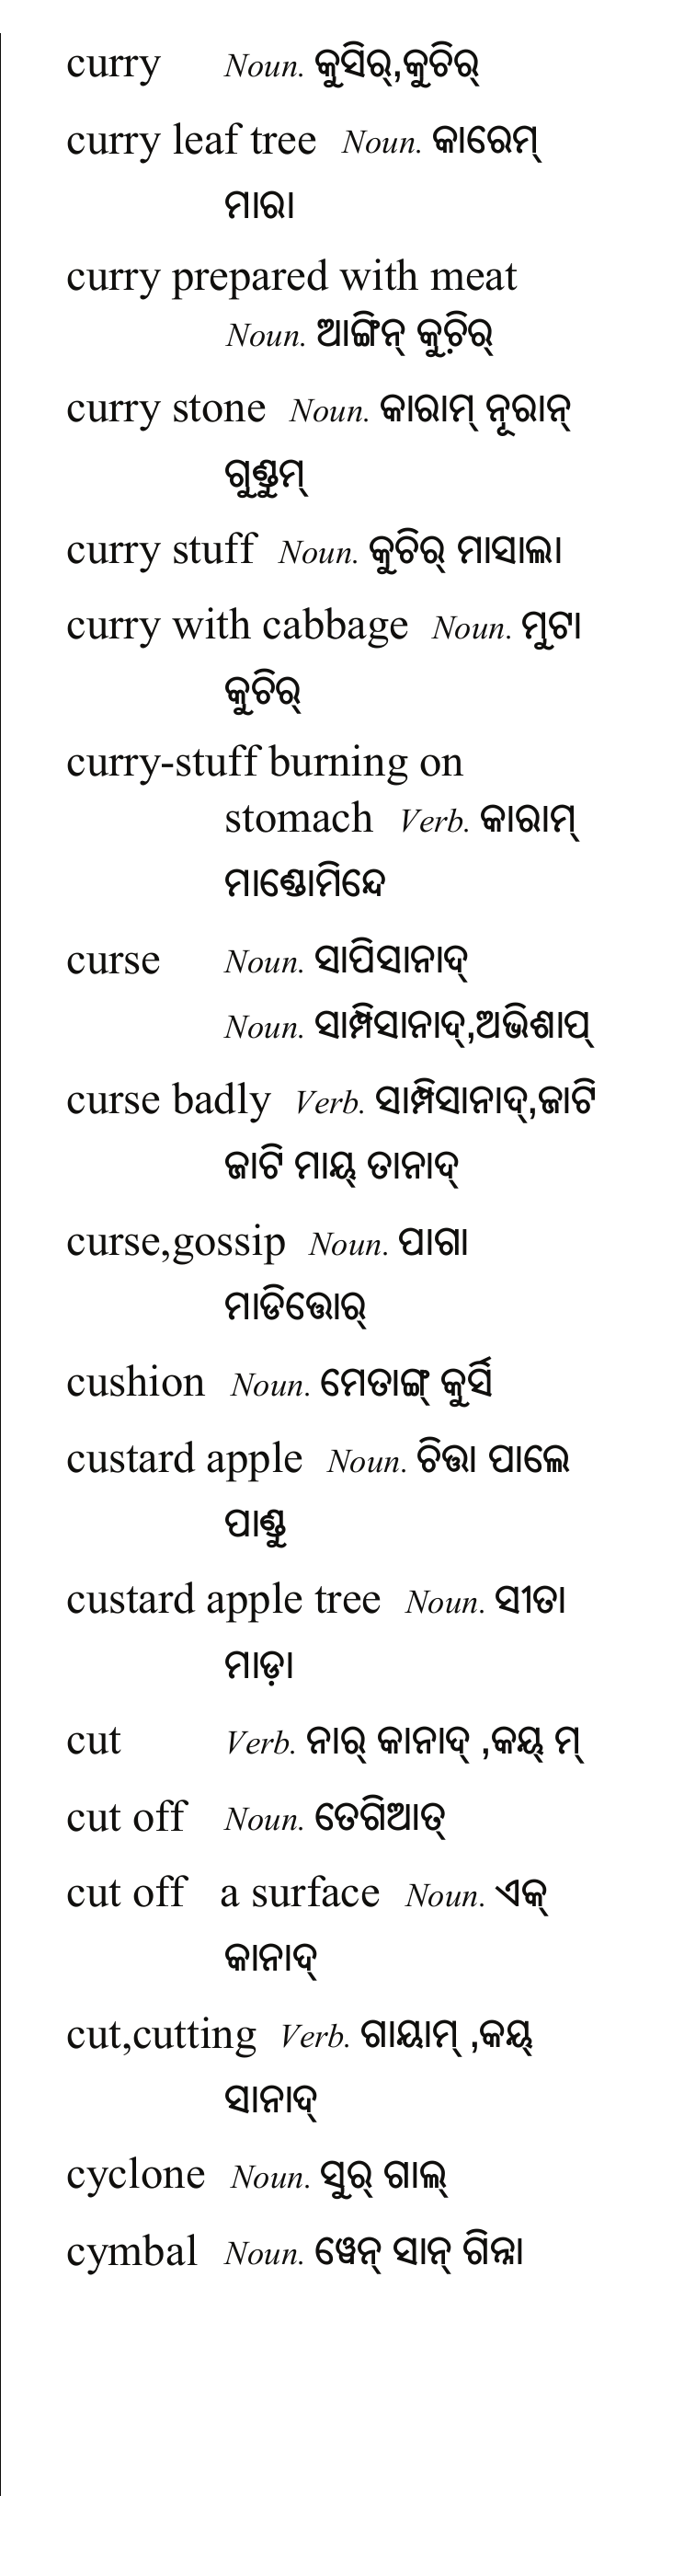 curry Noun. କୁସିର୍,କୁଚିର୍
curry leaf tree Noun. କାରେମ୍
ମାରା
curry prepared with meat
Noun. ଆଙ୍ଗିନ୍ କୁଚି଼ର୍
curry stone Noun. କାରାମ୍ ନୂରାନ୍
ଗୁଣ୍ଡୁମ୍
curry stuff Noun. କୁଚିର୍ ମାସାଲା
curry with cabbage Noun. ମୁଟା
କୁଚିର୍
curry-stuff burning on
stomach Verb. କାରାମ୍
ମାଣ୍ଡୋମିନ୍ଦେ
curse Noun. ସାପିସାନାଦ୍
Noun. ସାମ୍ପିସାନାଦ୍,ଅଭିଶାପ୍
curse badly Verb. ସାମ୍ପିସାନାଦ୍,ଜାଟି
ଜାଟି ମାୟ୍ ତାନାଦ୍
curse,gossip Noun. ପାଗା
ମାଡିତ୍ତୋର୍
cushion Noun. ମେତାଙ୍ଗ୍ କୁର୍ସି
custard apple Noun. ଚିତ୍ତା ପାଲେ
ପାଣ୍ଡୁ
custard apple tree Noun. ସୀତା
ମାଡ଼ା
cut Verb. ନାର୍ କାନାଦ୍ ,କୟ୍ ମ୍
cut off Noun. ତେଗିଆତ୍
cut off a surface Noun. ଏକ୍
କାନାଦ୍
cut,cutting Verb. ଗାୟାମ୍ ,କୟ୍
ସାନାଦ୍
cyclone Noun. ସୁର୍ ଗାଲ୍
cymbal Noun. ୱେନ୍ ସାନ୍ ଗିନ୍ନା